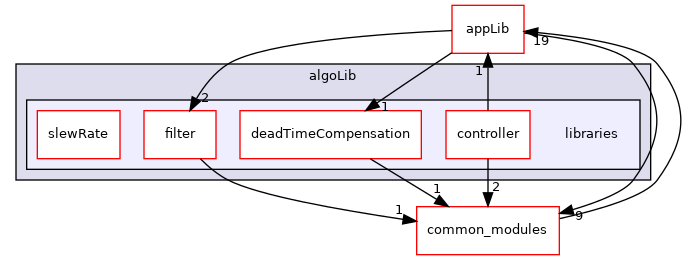 appLib
19
algoLib
1
2
1
slewRate
filter
deadTimeCompensation
controller
libraries
1
2
1
9
common_modules